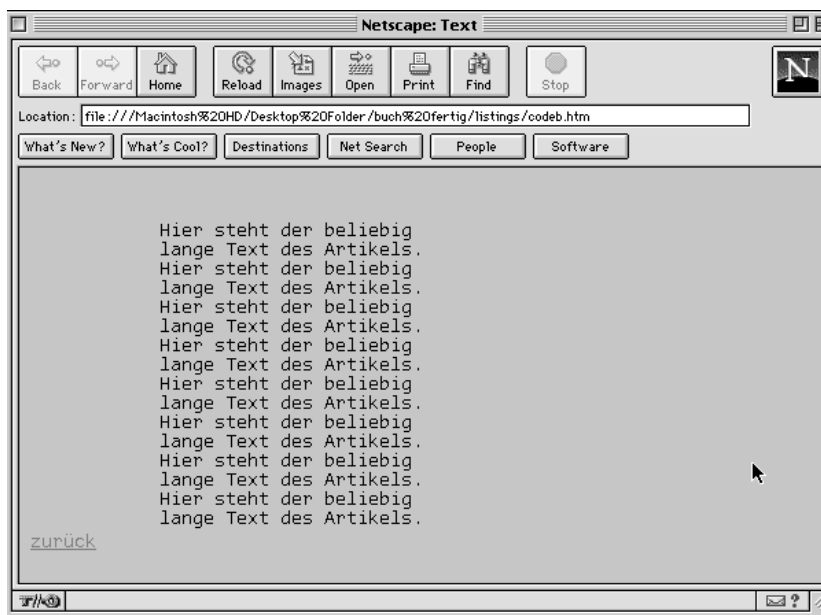 Netscape: Text
Back Forward Home Reload Images Open Print Find Stop
N
Location: file:///Macintosh%20HD/Desktop%20Folder/buch%20fertig/listings/codeb.htm
What's New? What's Cool? Destinations Net Search People Software
Hier steht der beliebig
lange Text des Artikels.
Hier steht der beliebig
lange Text des Artikels.
Hier steht der beliebig
lange Text des Artikels.
Hier steht der beliebig
lange Text des Artikels.
Hier steht der beliebig
lange Text des Artikels.
Hier steht der beliebig
lange Text des Artikels.
Hier steht der beliebig
lange Text des Artikels.
Hier steht der beliebig
lange Text des Artikels.
zurück
?